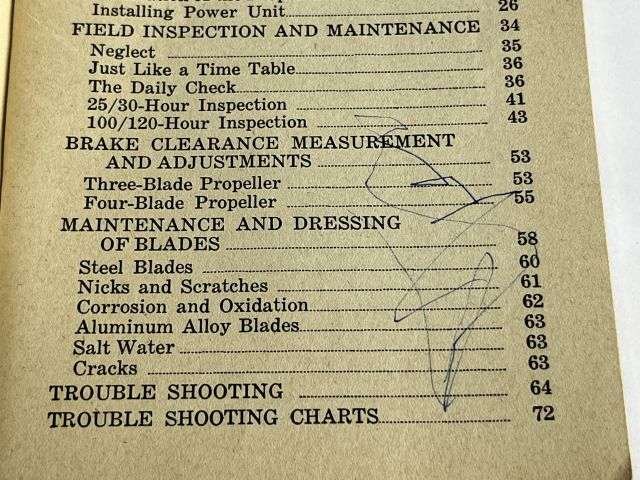 Installing Power Unit 26
FIELD INSPECTION AND MAINTENANCE 34
Neglect 35
Just Like a Time Table 36
The Daily Check 36
25/30-Hour Inspection 41
100/120-Hour Inspection 43
BRAKE CLEARANCE MEASUREMENT
AND ADJUSTMENTS 53
Three-Blade Propeller 53
Four-Blade Propeller 55
MAINTENANCE AND DRESSING
OF BLADES 58
Steel Blades 60
Nicks and Scratches 61
Corrosion and Oxidation 62
Aluminum Alloy Blades 63
Salt Water 63
Cracks 63
TROUBLE SHOOTING 64
TROUBLE SHOOTING CHARTS 72